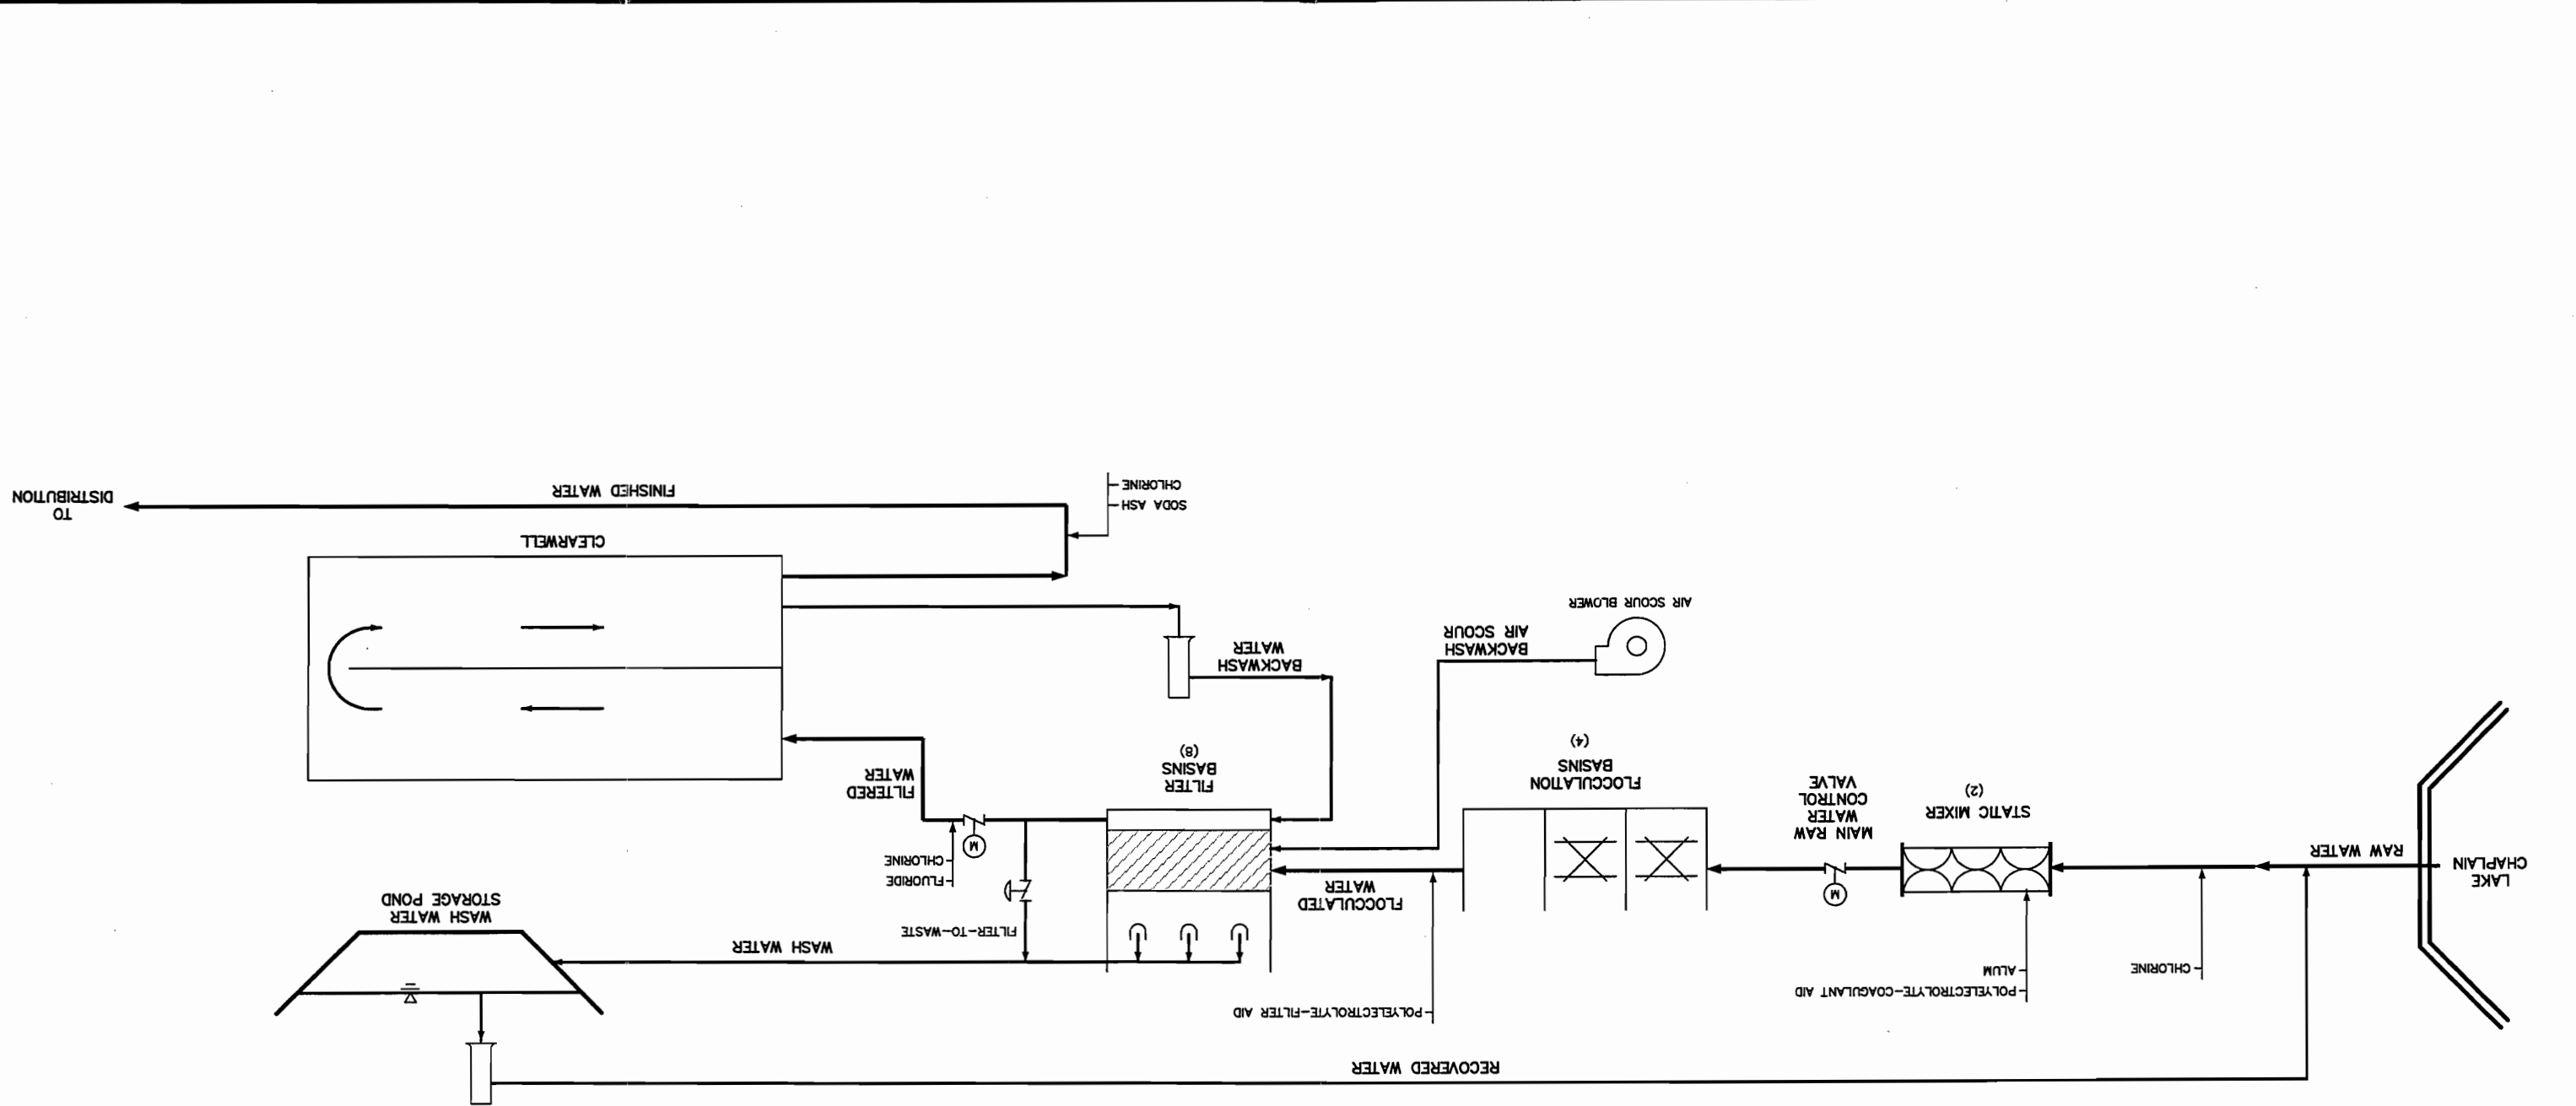 RECOVERED WATER
LAKE
CHAPLAIN
RAW WATER
CHLORINE
POLYELECTROLYTE-COAGULANT AID
ALUM
STATIC MIXER
(2)
M
MAIN RAW
WATER
CONTROL
VALVE
FLOCCULATION
BASINS
(4)
POLYELECTROLYTE-FILTER AID
FLOCCULATED
WATER
AIR SCOUR BLOWER
BACKWASH
AIR SCOUR
FILTER
BASINS
(8)
BACKWASH
WATER
FILTER-TO-WASTE
WASH WATER
WASH WATER
STORAGE POND
FLUORIDE
CHLORINE
M
FILTERED
WATER
CLEARWELL
SODA ASH
CHLORINE
FINISHED WATER
TO
DISTRIBUTION